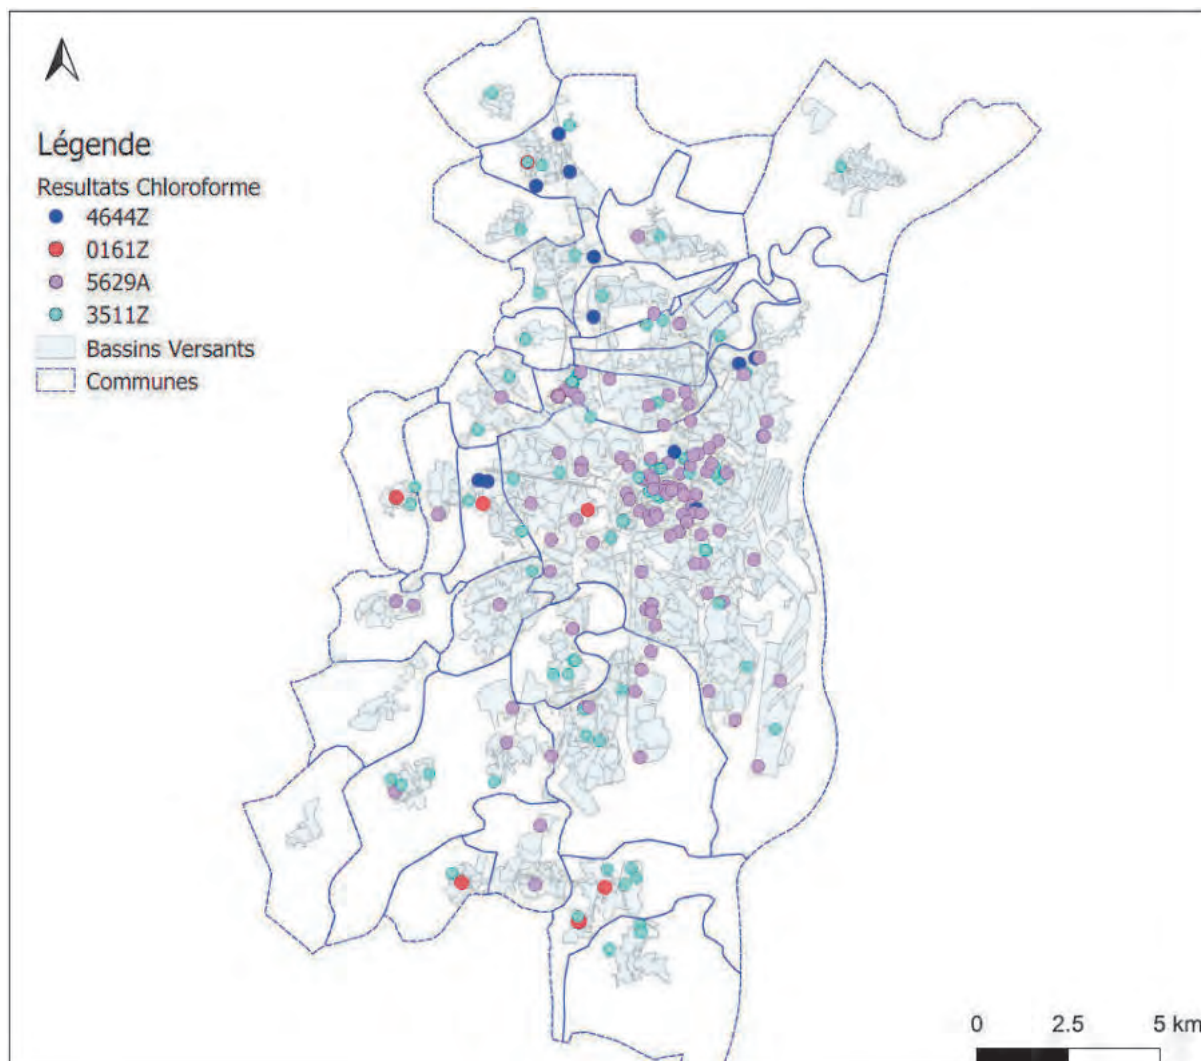 Légende
Resultats Chloroforme
4644Z
0161Z
5629A
3511Z
Bassins Versants
Communes
0 2.5 5 km